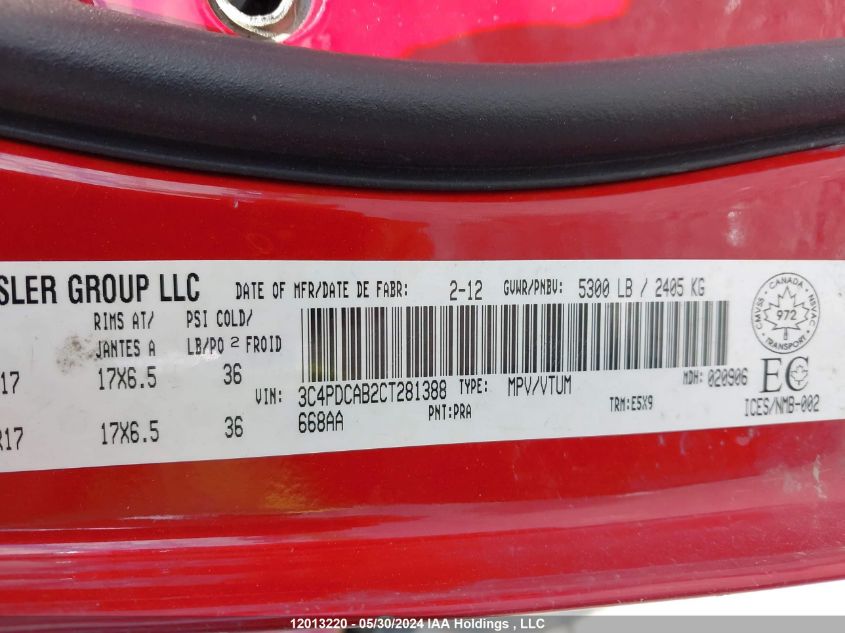 SLER GROUP LLC DATE OF MFR/DATE DE FABR: 2-12 GVWR/PNBV: 5300 LB / 2405 KG
RIMS AT/ PSI COLD/
JANTES A LB/PO 2 FROID
17 17X6.5 36
R17 17X6.5 36
VIN: 3C4PDCAB2CT281388 TYPE: MPV/VTUM MDH: 020906
668AA PNT:PRA TRM:E5X9
CANADA
CMVSS NSVAC
972
TRANSPORT
EC
ICES/NMB-002
12013220 - 05/30/2024 IAA Holdings , LLC